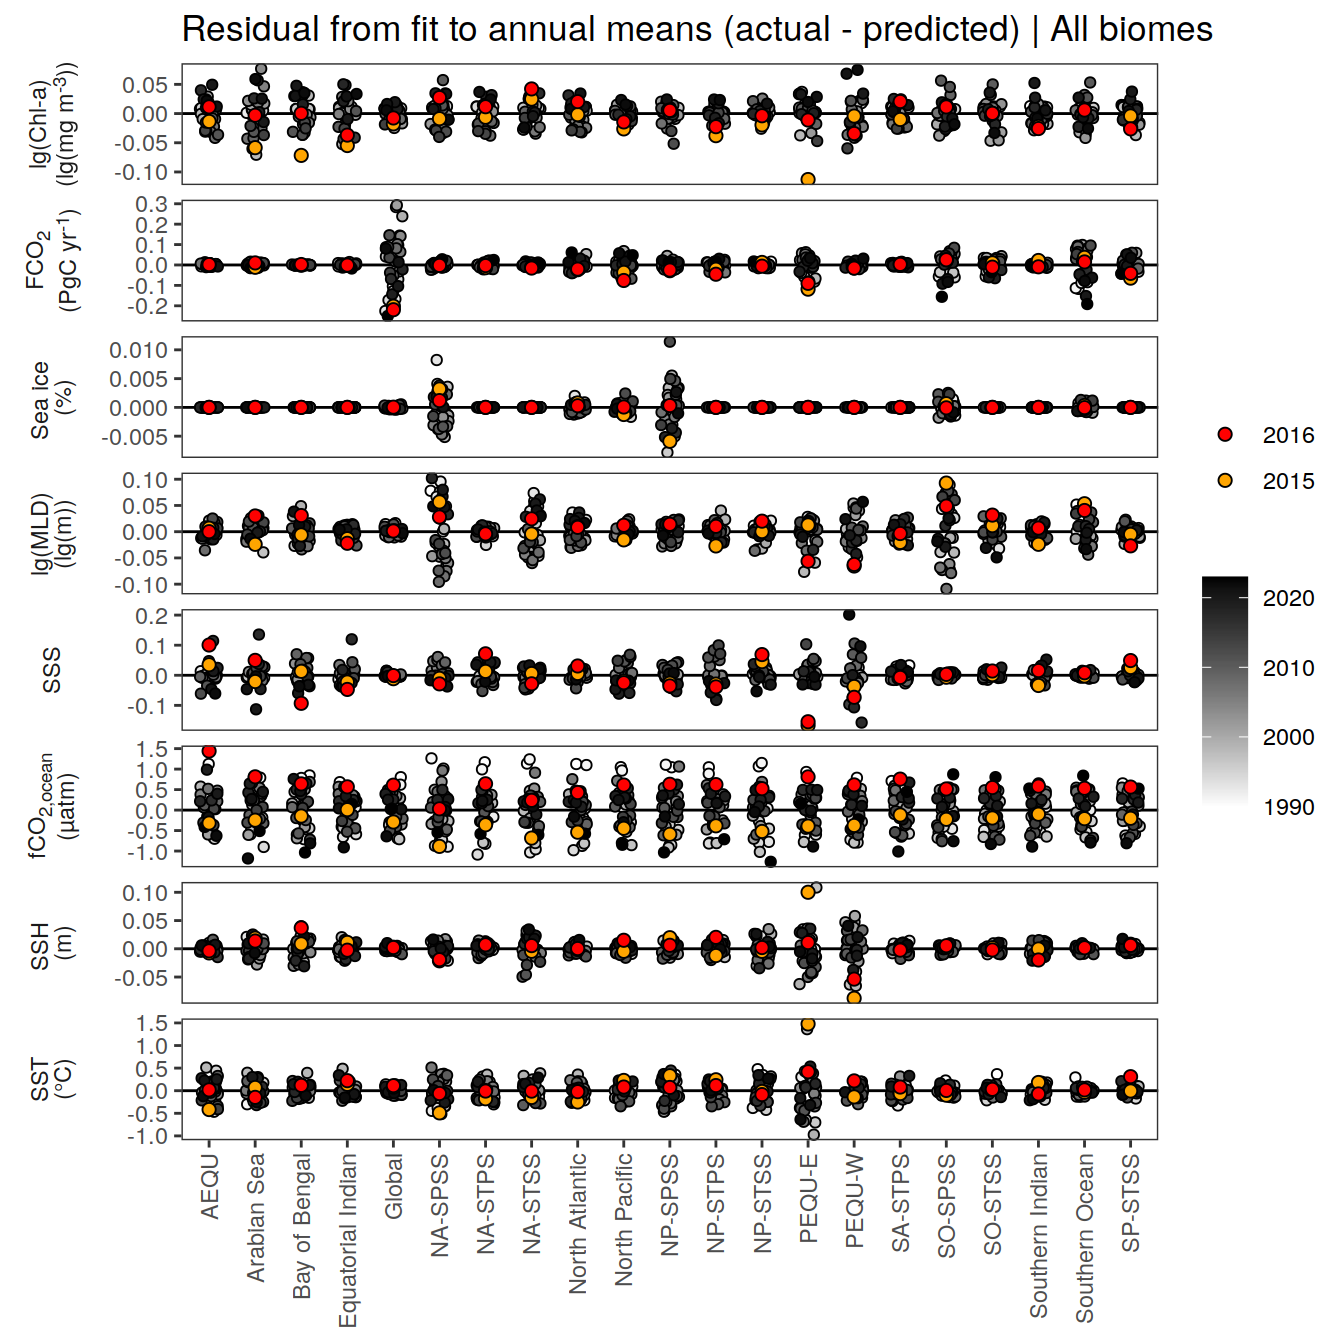 Residual from fit to annual means (actual - predicted) | All biomes
lg(Chl-a)
(lg(mg m⁻³))
0.05
0.00
-0.05
-0.10
FCO₂
(PgC yr⁻¹)
0.3
0.2
0.1
0.0
-0.1
-0.2
Sea ice
(%)
0.010
0.005
0.000
-0.005
lg(MLD)
(lg(m))
0.10
0.05
0.00
-0.05
-0.10
SSS
0.2
0.1
0.0
-0.1
fCO₂,ocean
(µatm)
1.5
1.0
0.5
0.0
-0.5
-1.0
SSH
(m)
0.10
0.05
0.00
-0.05
SST
(°C)
1.5
1.0
0.5
0.0
-0.5
-1.0
AEQU
Arabian Sea
Bay of Bengal
Equatorial Indian
Global
NA-SPSS
NA-STPS
NA-STSS
North Atlantic
North Pacific
NP-SPSS
NP-STPS
NP-STSS
PEQU-E
PEQU-W
SA-STPS
SO-SPSS
SO-STSS
Southern Indian
Southern Ocean
SP-STSS
2016
2015
2020
2010
2000
1990